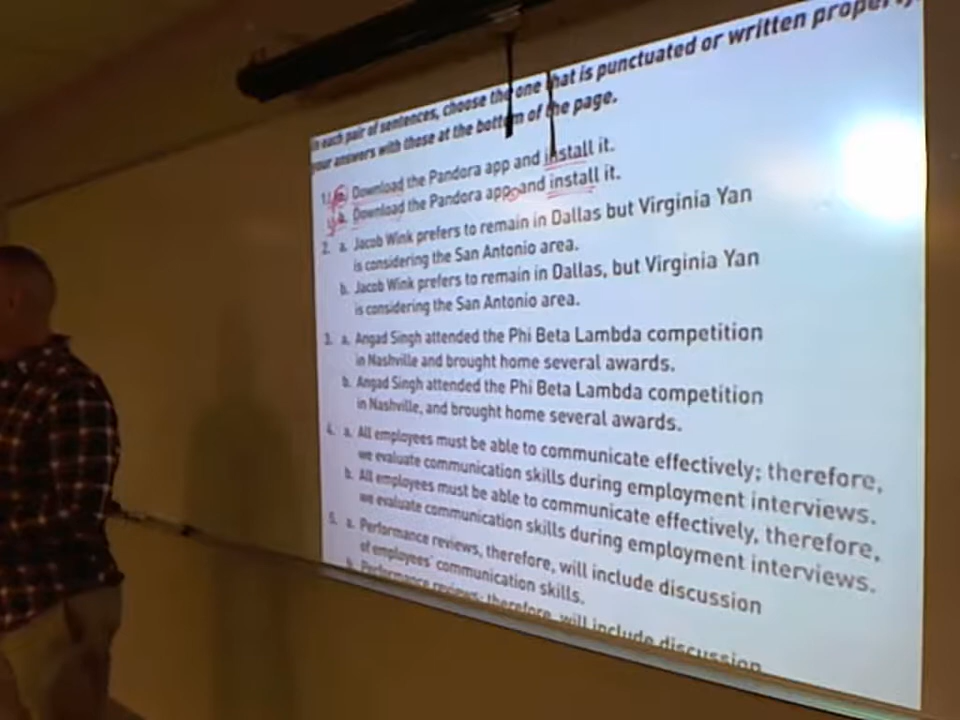 In each pair of sentences, choose the one that is punctuated or written properly.
your answers with those at the bottom of the page.
1. a. Download the Pandora app and install it.
b. Download the Pandora app, and install it.
2. a. Jacob Wink prefers to remain in Dallas but Virginia Yan
is considering the San Antonio area.
b. Jacob Wink prefers to remain in Dallas, but Virginia Yan
is considering the San Antonio area.
3. a. Angad Singh attended the Phi Beta Lambda competition
in Nashville and brought home several awards.
b. Angad Singh attended the Phi Beta Lambda competition
in Nashville, and brought home several awards.
4. a. All employees must be able to communicate effectively; therefore,
we evaluate communication skills during employment interviews.
b. All employees must be able to communicate effectively, therefore,
we evaluate communication skills during employment interviews.
5. a. Performance reviews, therefore, will include discussion
of employees' communication skills.
b. Performance reviews; therefore, will include discussion